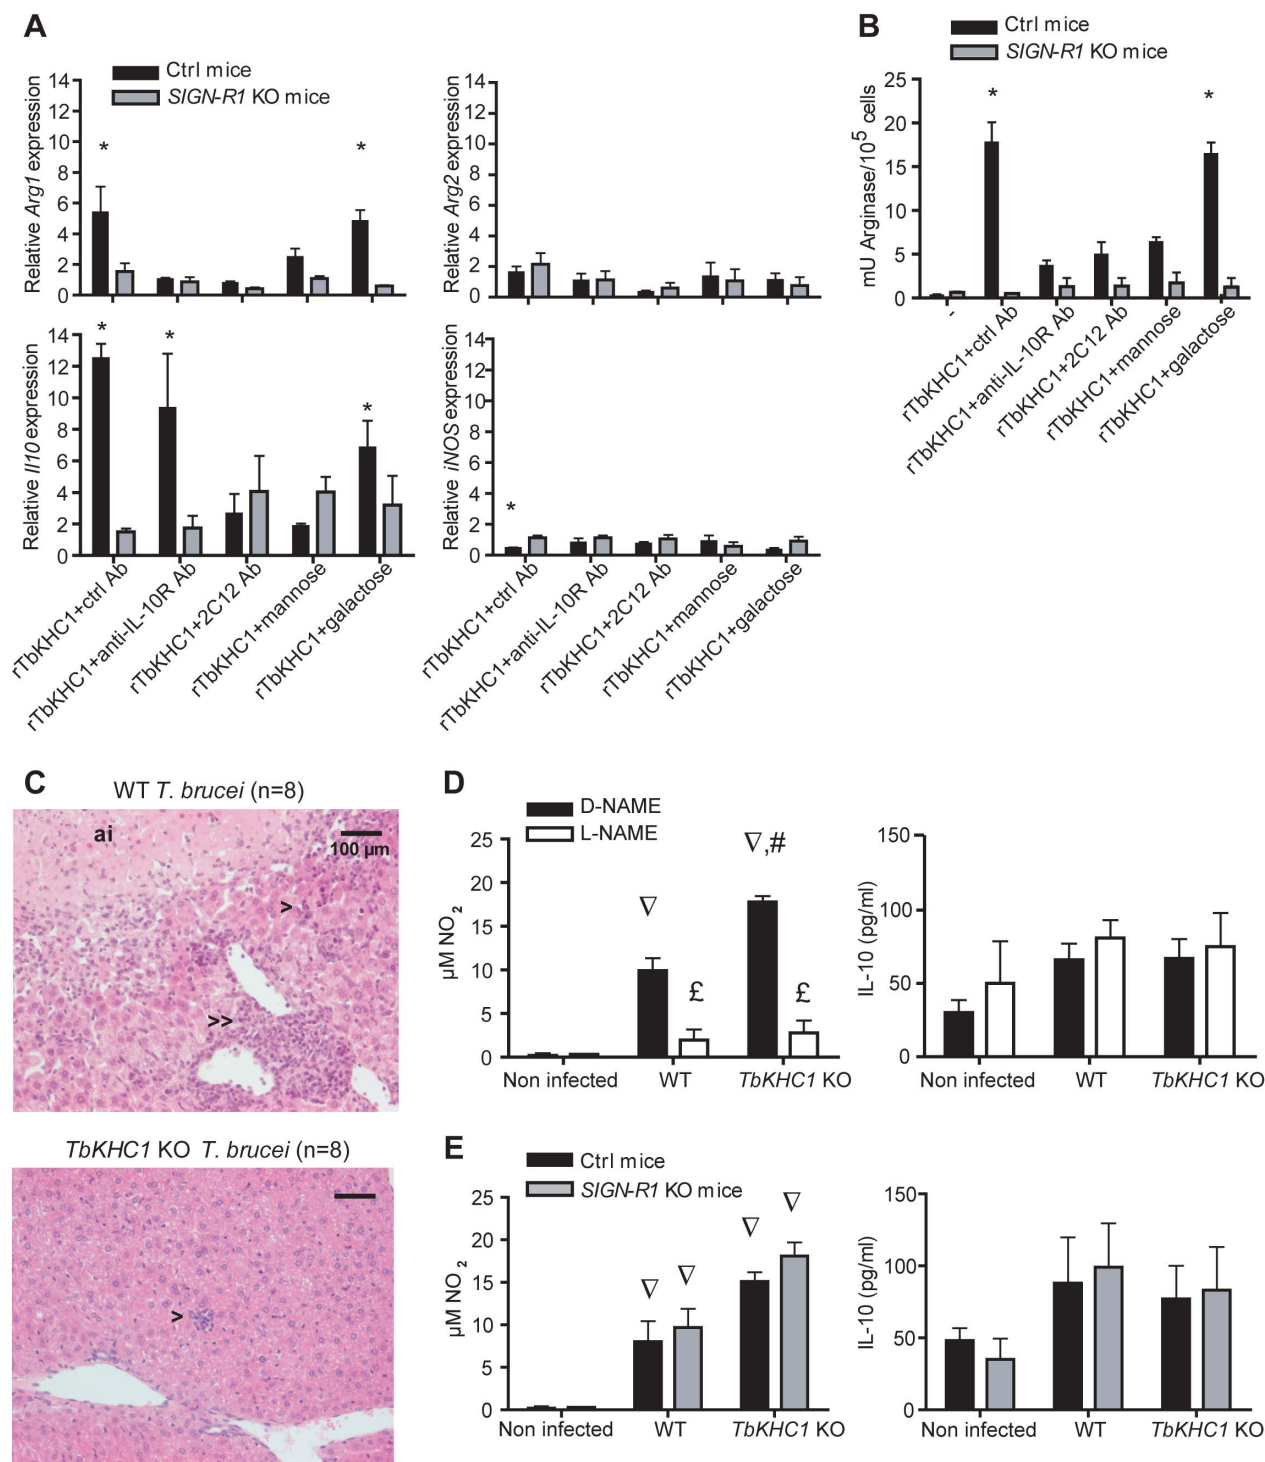 A
Ctrl mice
SIGN-R1 KO mice
Relative Arg1 expression
14
12
10
8
6
4
2
0
*
*
Relative Arg2 expression
14
12
10
8
6
4
2
0
Relative Il10 expression
14
12
10
8
6
4
2
0
*
*
*
rTbKHC1+ctrl Ab
rTbKHC1+anti-IL-10R Ab
rTbKHC1+2C12 Ab
rTbKHC1+mannose
rTbKHC1+galactose
Relative iNOS expression
14
12
10
8
6
4
2
0
*
rTbKHC1+ctrl Ab
rTbKHC1+anti-IL-10R Ab
rTbKHC1+2C12 Ab
rTbKHC1+mannose
rTbKHC1+galactose
B
Ctrl mice
SIGN-R1 KO mice
mU Arginase/10^5 cells
25
20
15
10
5
0
*
*
-
rTbKHC1+ctrl Ab
rTbKHC1+anti-IL-10R Ab
rTbKHC1+2C12 Ab
rTbKHC1+mannose
rTbKHC1+galactose
C
WT T. brucei (n=8)
ai
100 µm
>
>>
TbKHC1 KO T. brucei (n=8)
>
D
D-NAME
L-NAME
µM NO2
25
20
15
10
5
0
∇
£
∇,#
£
Non infected WT TbKHC1 KO
IL-10 (pg/ml)
150
100
50
0
Non infected WT TbKHC1 KO
E
Ctrl mice
SIGN-R1 KO mice
µM NO2
25
20
15
10
5
0
∇
∇
∇
∇
Non infected WT TbKHC1 KO
IL-10 (pg/ml)
150
100
50
0
Non infected WT TbKHC1 KO